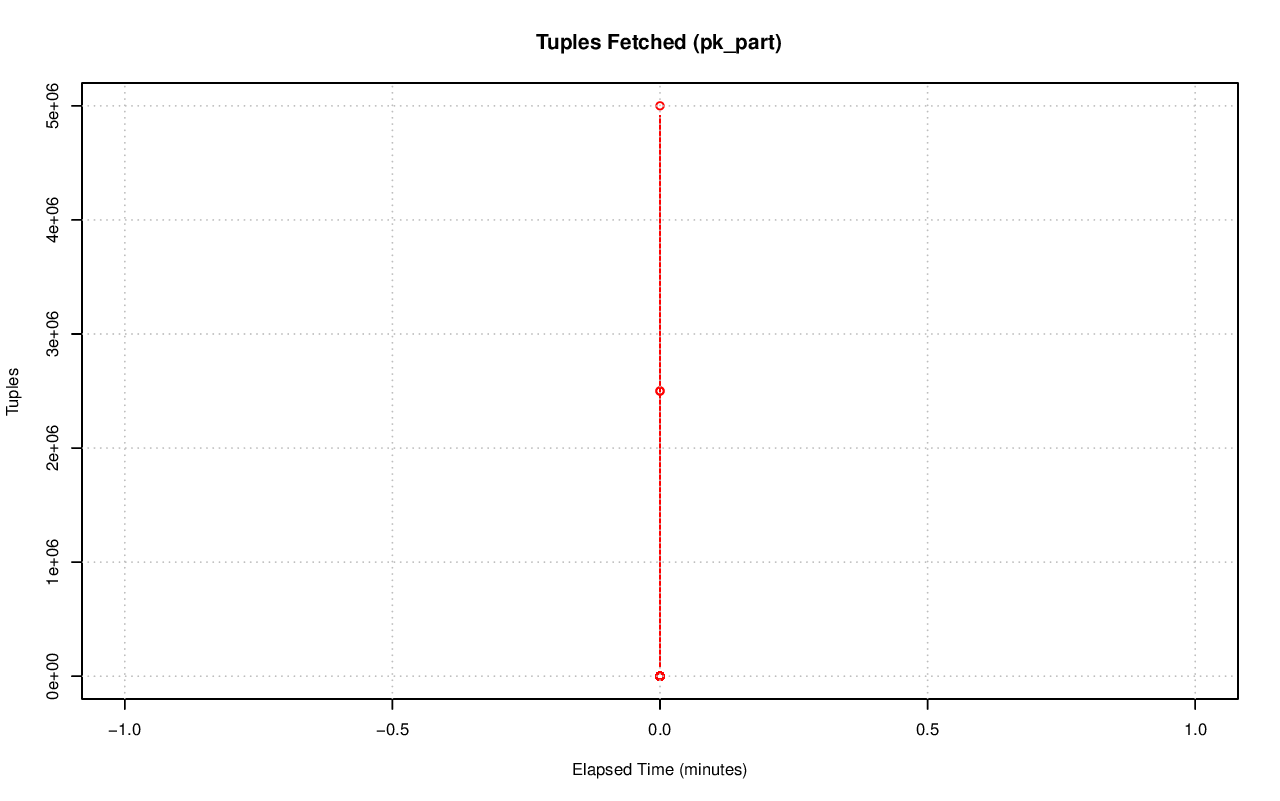 Tuples Fetched (pk_part)
5e+06
4e+06
3e+06
2e+06
1e+06
0e+00
Tuples
−1.0
−0.5
0.0
0.5
1.0
Elapsed Time (minutes)